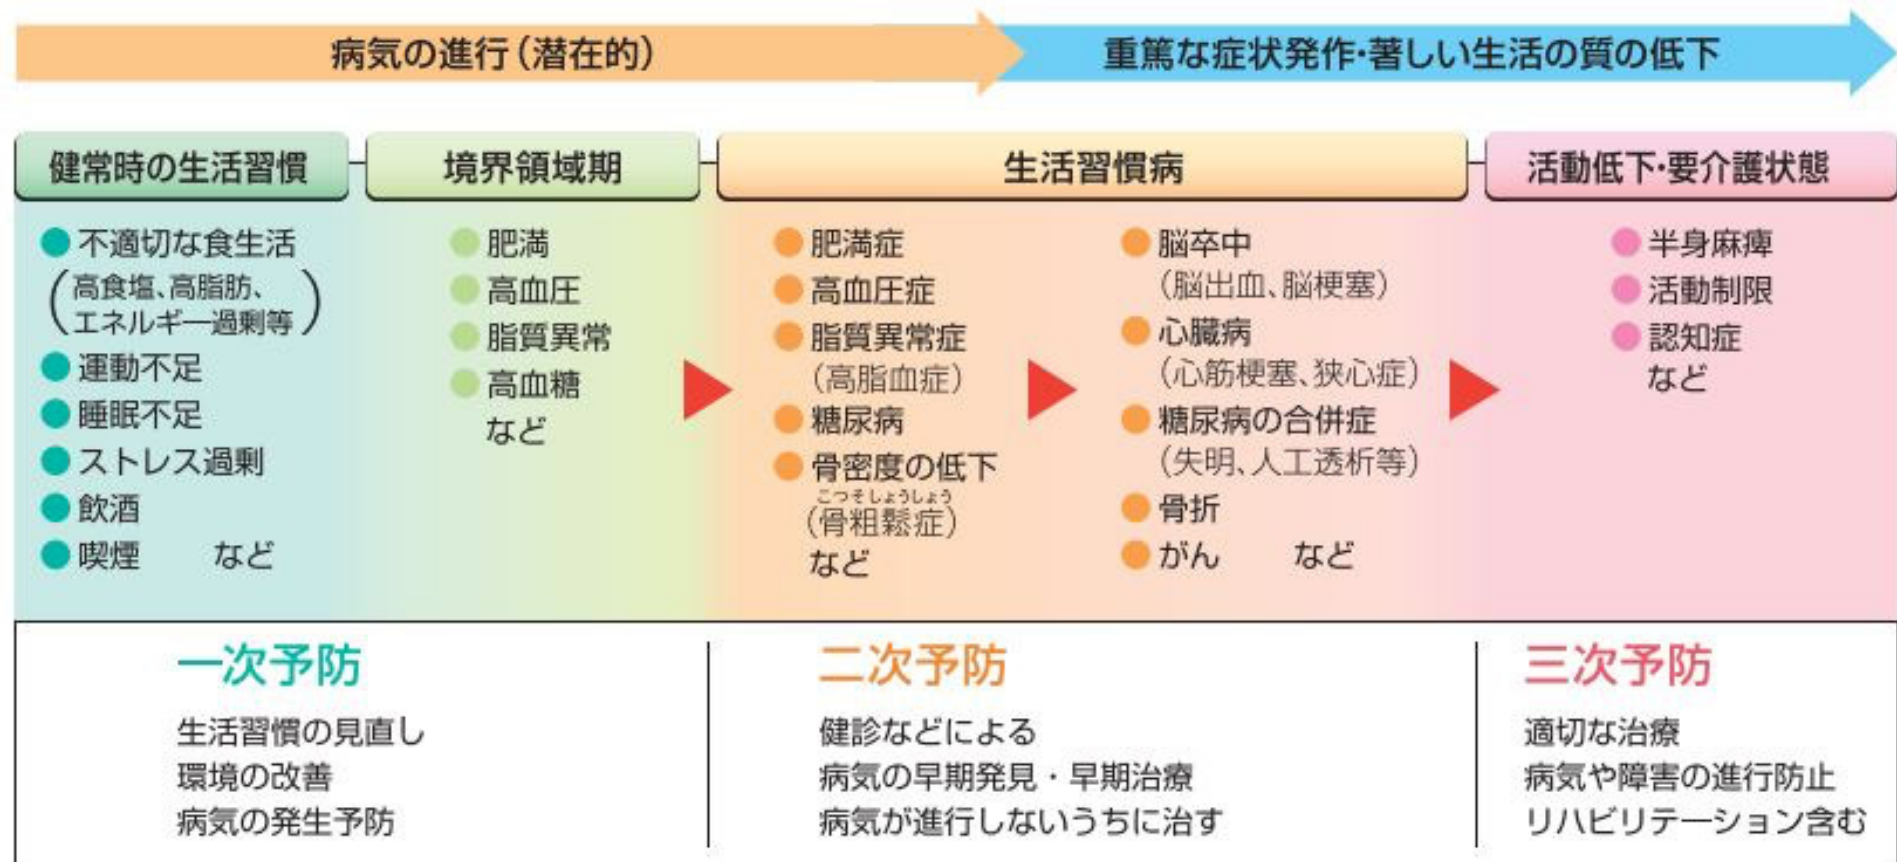 病気の進行(潜在的)
重篤な症状発作・著しい生活の質の低下
健常時の生活習慣
不適切な食生活
(高食塩、高脂肪、
エネルギー過剰等)
運動不足
睡眠不足
ストレス過剰
飲酒
喫煙 など
境界領域期
肥満
高血圧
脂質異常
高血糖
など
生活習慣病
肥満症
高血圧症
脂質異常症
(高脂血症)
糖尿病
骨密度の低下
こつそしょうしょう
(骨粗鬆症)
など
脳卒中
(脳出血、脳梗塞)
心臓病
(心筋梗塞、狭心症)
糖尿病の合併症
(失明、人工透析等)
骨折
がん など
活動低下・要介護状態
半身麻痺
活動制限
認知症
など
一次予防
生活習慣の見直し
環境の改善
病気の発生予防
二次予防
健診などによる
病気の早期発見・早期治療
病気が進行しないうちに治す
三次予防
適切な治療
病気や障害の進行防止
リハビリテーション含む